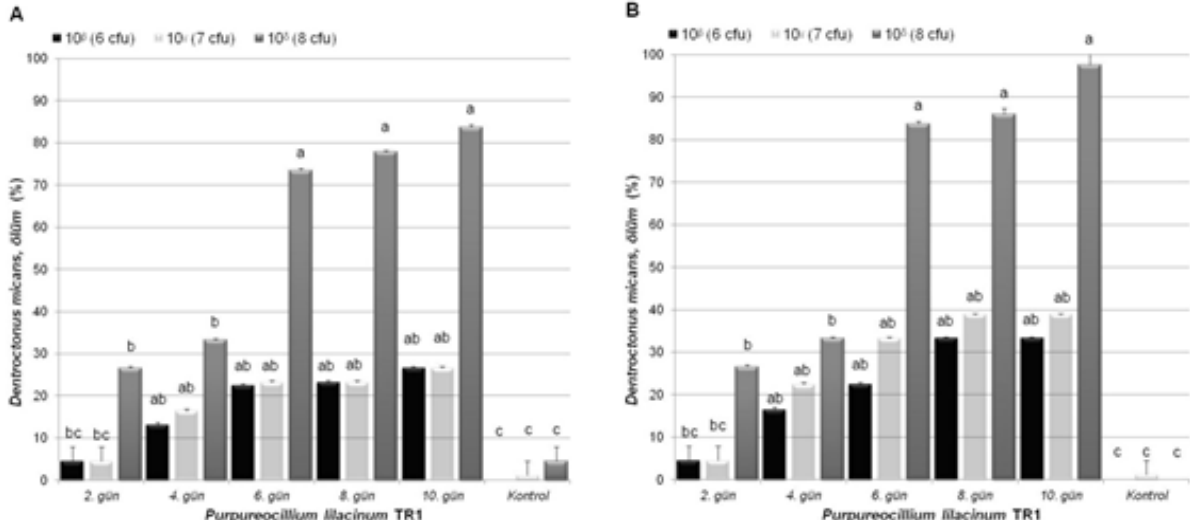 A
■ 10⁶ (6 cfu) 10⁷ (7 cfu) ■ 10⁸ (8 cfu)
Dentroctonus micans, ölüm (%)
100
90
80
70
60
50
40
30
20
10
0
bc bc b ab ab b ab ab a ab ab a ab ab a c c c
2. gün 4. gün 6. gün 8. gün 10. gün Kontrol
Purpureocillium lilacinum TR1
B
■ 10⁶ (6 cfu) 10⁷ (7 cfu) ■ 10⁸ (8 cfu)
Dentroctonus micans, ölüm (%)
100
90
80
70
60
50
40
30
20
10
0
bc bc b ab ab b ab ab a ab ab a ab ab a c c c
2. gün 4. gün 6. gün 8. gün 10. gün Kontrol
Purpureocillium lilacinum TR1